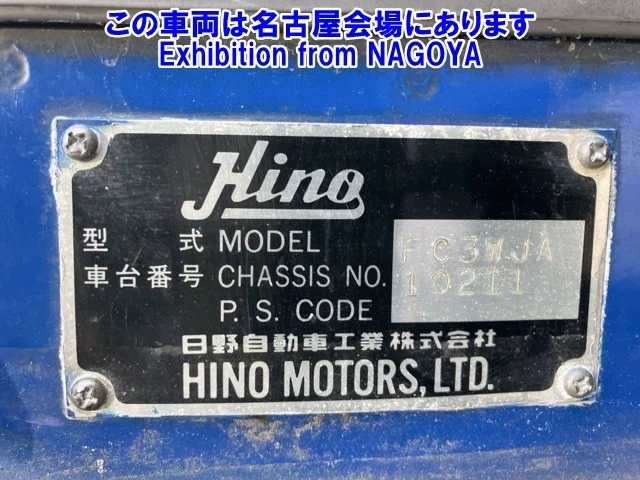 この車両は名古屋会場にあります
Exhibition from NAGOYA
Hino
型 式 MODEL FC3WJA
車台番号 CHASSIS NO. 10211
P. S. CODE
日野自動車工業株式会社
HINO MOTORS, LTD.